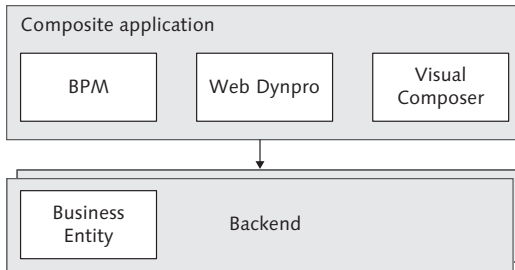 Composite application
BPM
Web Dynpro
Visual
Composer
Business
Entity
Backend